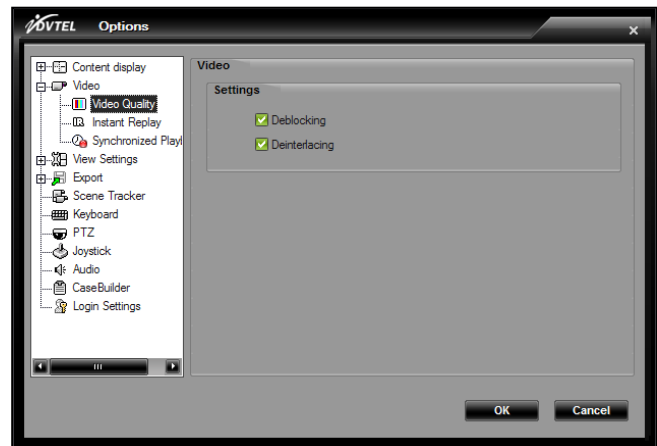 iOVTEL Options
Content display
Video
Video Quality
Instant Replay
Synchronized Playl
View Settings
Export
Scene Tracker
Keyboard
PTZ
Joystick
Audio
CaseBuilder
Login Settings
Video
Settings
Deblocking
Deinterlacing
OK Cancel